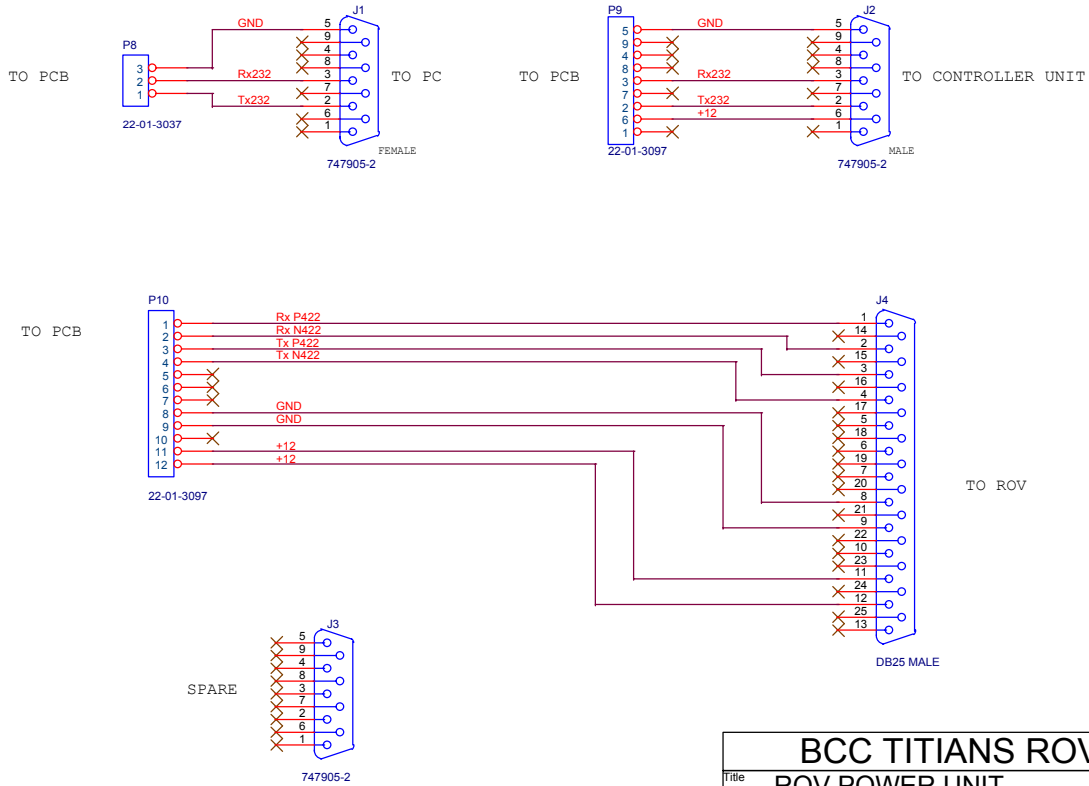 J1
GND
5
9
4
8
3
7
2
6
1
P8
3
2
1
TO PCB
Rx232
Tx232
TO PC
22-01-3037
FEMALE
747905-2
P9
GND
5
9
4
8
3
7
2
6
1
TO PCB
Rx232
Tx232
+12
22-01-3097
J2
5
9
4
8
3
7
2
6
1
TO CONTROLLER UNIT
MALE
747905-2
P10
TO PCB
1
2
3
4
5
6
7
8
9
10
11
12
Rx P422
Rx N422
Tx P422
Tx N422
GND
GND
+12
+12
22-01-3097
J4
1
14
2
15
3
16
4
17
5
18
6
19
7
20
8
21
9
22
10
23
11
24
12
25
13
TO ROV
DB25 MALE
J3
5
9
4
8
3
7
2
6
1
SPARE
747905-2
BCC TITIANS ROV
Title
ROV POWER UNIT